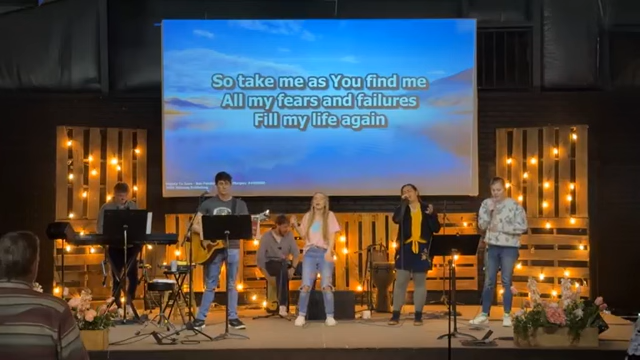 So take me as You find me
All my fears and failures
Fill my life again